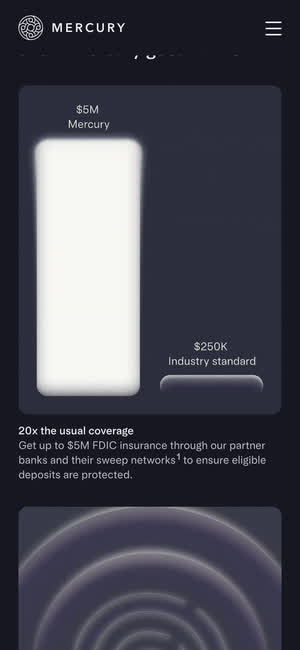 MERCURY
$5M
Mercury
$250K
Industry standard
20x the usual coverage
Get up to $5M FDIC insurance through our partner
banks and their sweep networks¹ to ensure eligible
deposits are protected.